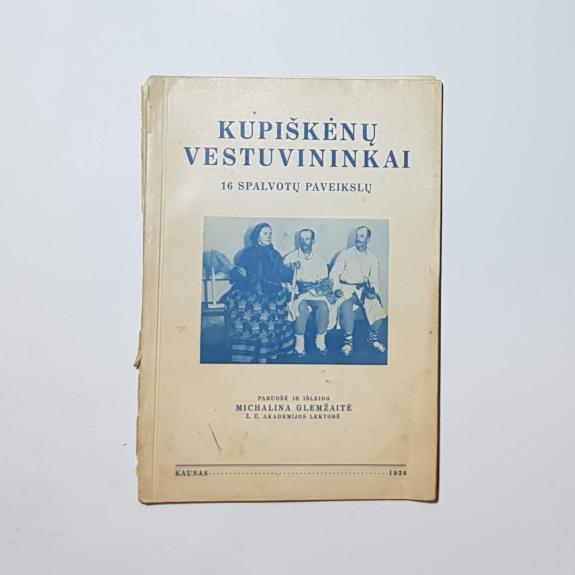 KUPIŠKĖNŲ
VESTUVININKAI
16 SPALVOTŲ PAVEIKSLŲ
PARUOŠĖ IR IŠLEIDO
MICHALINA GLEMŽAITĖ
Ž. Ū. AKADEMIJOS LEKTORĖ
KAUNAS 1936